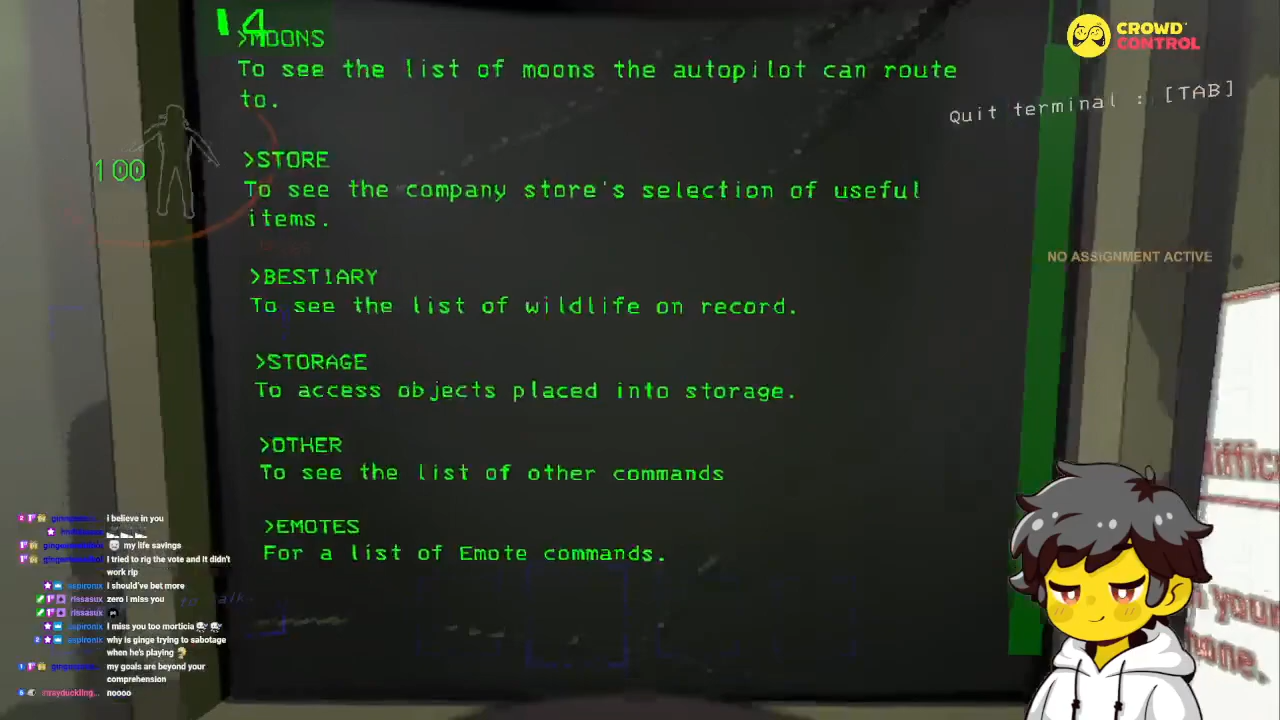 14
>MOONS
To see the list of moons the autopilot can route
to.
>STORE
To see the company store's selection of useful
items.
>BESTIARY
To see the list of wildlife on record.
>STORAGE
To access objects placed into storage.
>OTHER
To see the list of other commands
>EMOTES
For a list of Emote commands.
100
CROWD
CONTROL
Quit terminal : [TAB]
NO ASSIGNMENT ACTIVE
i believe in you
my life savings
I tried to rig the vote and it didn't
work rip
aspironix I should've bet more
rissasux zero i miss you
rissasux
aspironix I miss you too morticia
aspironix why is ginge trying to sabotage
when he's playing
my goals are beyond your
comprehension
noooo